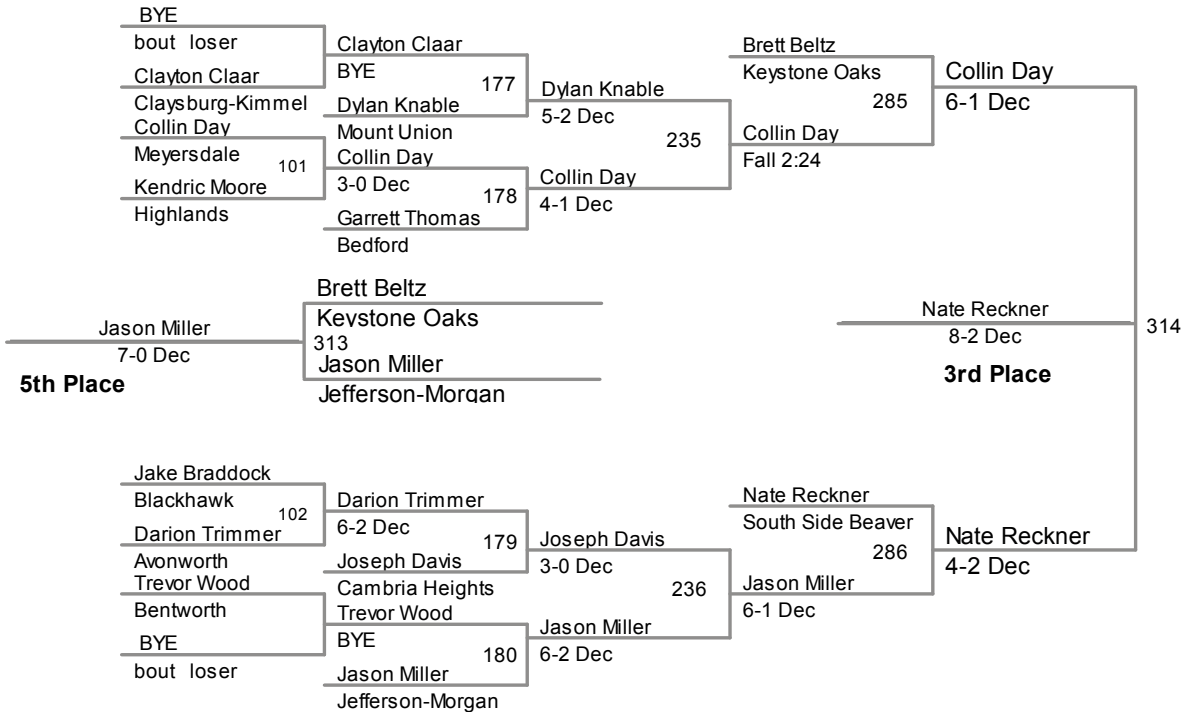 BYE
bout loser
Clayton Claar
Claysburg-Kimmel
Collin Day
Meyersdale
101
Kendric Moore
Highlands
Clayton Claar
BYE
177
Dylan Knable
Mount Union
Collin Day
3-0 Dec
178
Garrett Thomas
Bedford
Dylan Knable
5-2 Dec
235
Collin Day
4-1 Dec
Brett Beltz
Keystone Oaks
285
Collin Day
Fall 2:24
Collin Day
6-1 Dec
Jason Miller
7-0 Dec
5th Place
Brett Beltz
Keystone Oaks
313
Jason Miller
Jefferson-Morgan
Nate Reckner
8-2 Dec
3rd Place
314
Jake Braddock
Blackhawk
102
Darion Trimmer
Avonworth
Trevor Wood
Bentworth
BYE
bout loser
Darion Trimmer
6-2 Dec
179
Joseph Davis
Cambria Heights
Trevor Wood
BYE
180
Jason Miller
Jefferson-Morgan
Joseph Davis
3-0 Dec
236
Jason Miller
6-2 Dec
Nate Reckner
South Side Beaver
286
Jason Miller
6-1 Dec
Nate Reckner
4-2 Dec